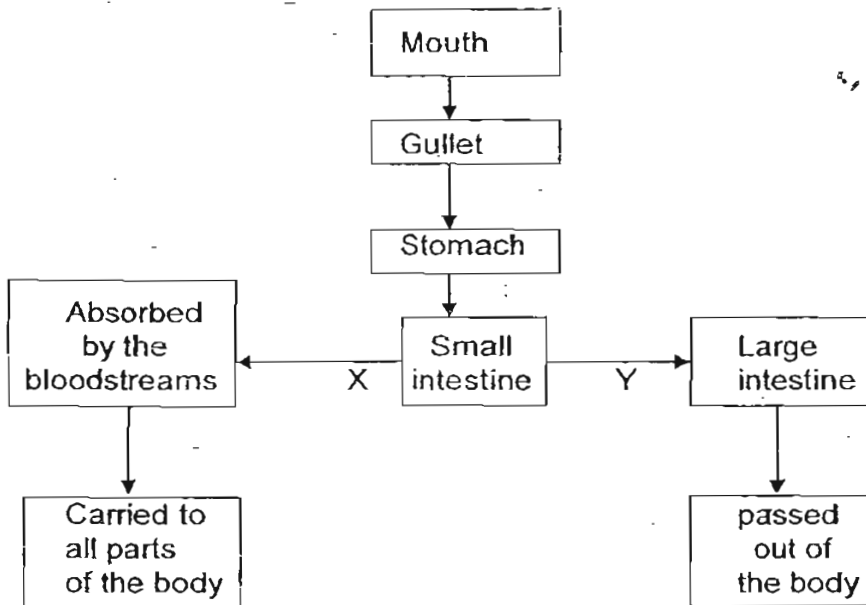 Mouth
Gullet
Stomach
Absorbed
by the
bloodstreams
X
Small
intestine
Y
Large
intestine
Carried to
all parts
of the body
passed
out of
the body